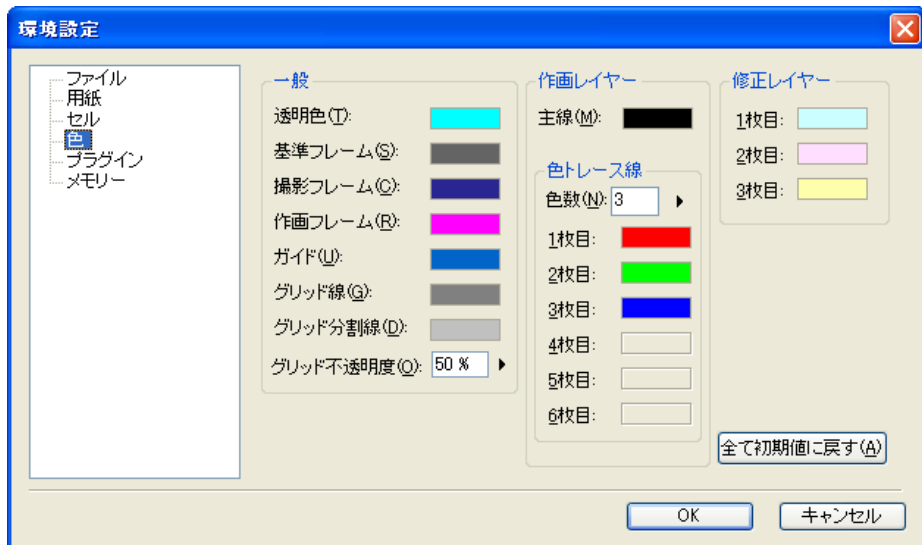 環境設定
ファイル
用紙
セル
色
プラグイン
メモリー
一般
透明色(T):
基準フレーム(S):
撮影フレーム(C):
作画フレーム(R):
ガイド(U):
グリッド線(G):
グリッド分割線(D):
グリッド不透明度(O): 50 %
作画レイヤー
主線(M):
色トレース線
色数(N): 3
1枚目:
2枚目:
3枚目:
4枚目:
5枚目:
6枚目:
修正レイヤー
1枚目:
2枚目:
3枚目:
全て初期値に戻す(A)
OK
キャンセル